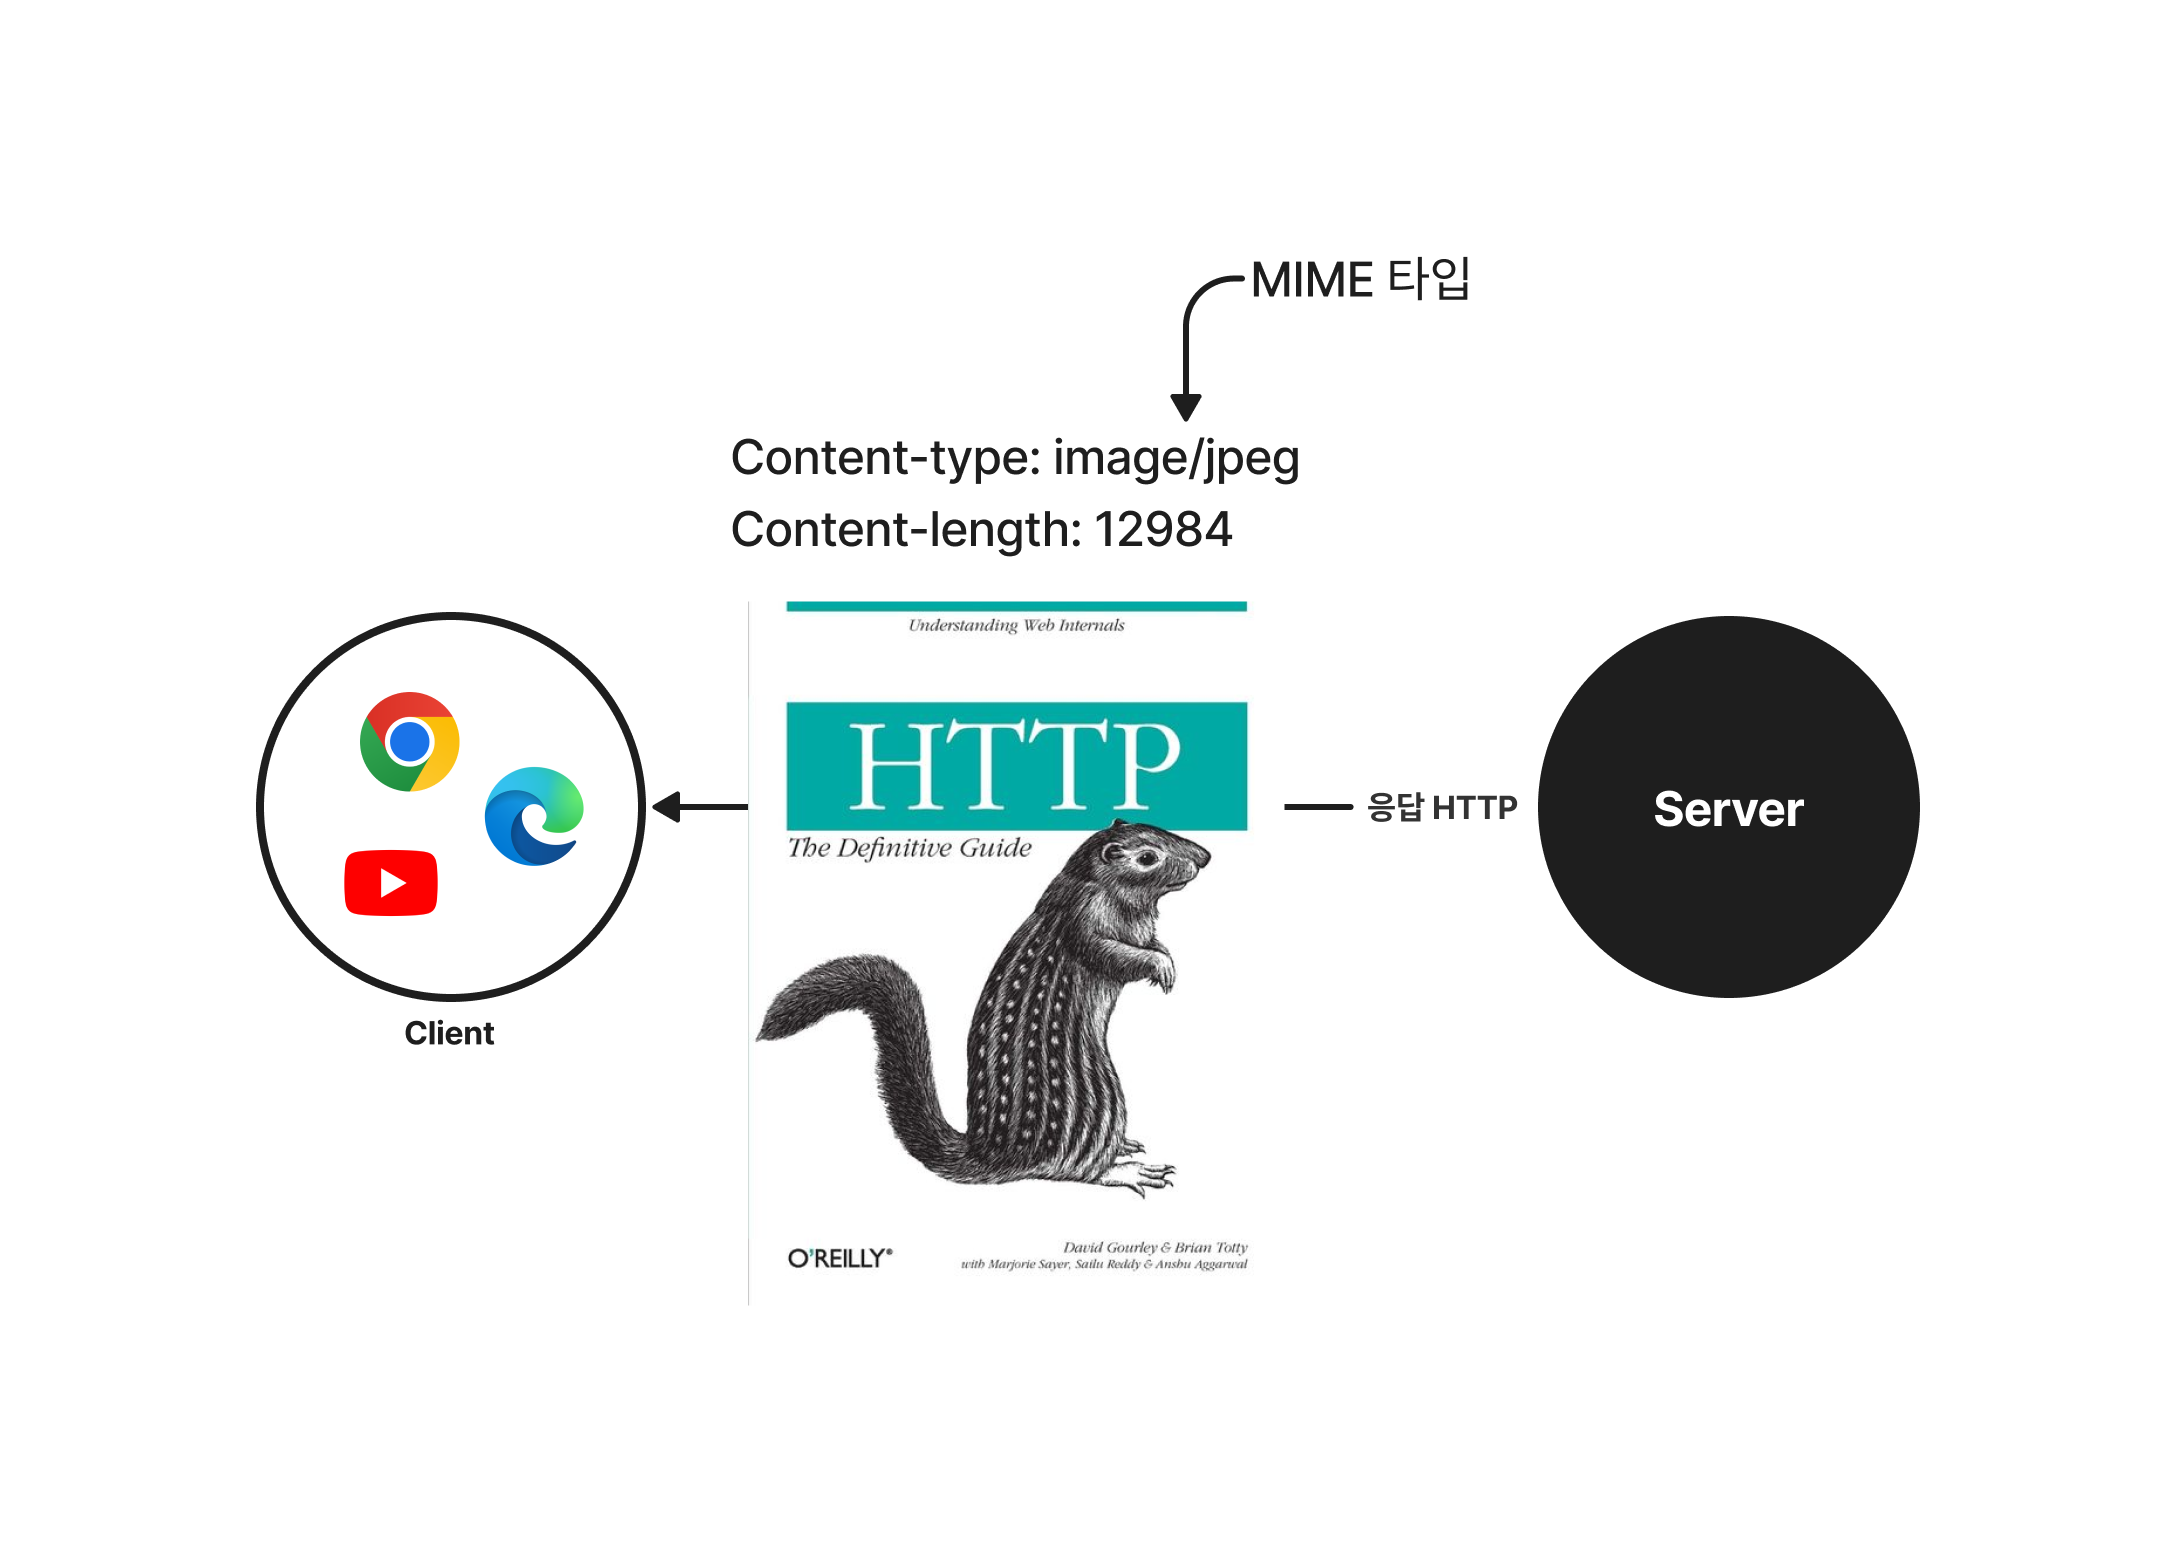 MIME 타입
Content-type: image/jpeg
Content-length: 12984
Understanding Web Internals
HTTP
The Definitive Guide
응답 HTTP
Server
Client
O'REILLY®
David Gourley & Brian Totty
with Marjorie Sayer, Sailu Reddy & Anshu Aggarwal